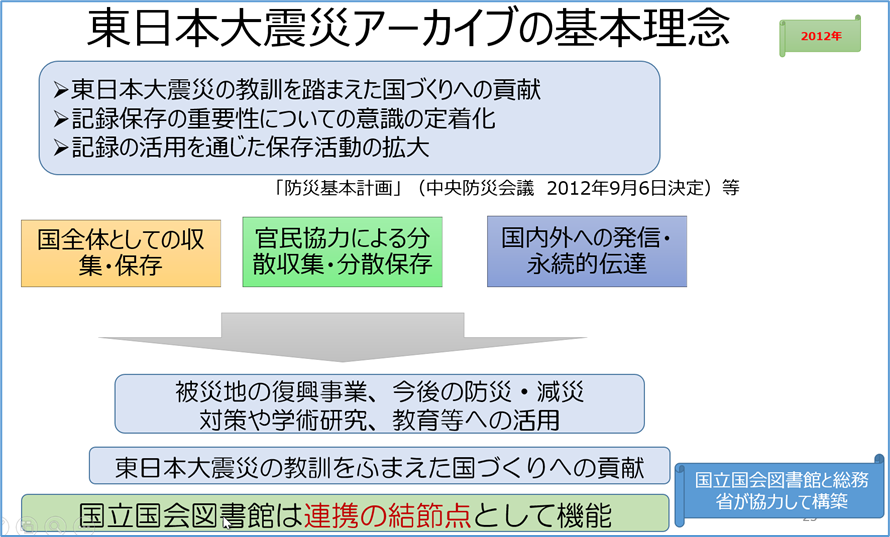 東日本大震災アーカイブの基本理念
2012年
➢東日本大震災の教訓を踏まえた国づくりへの貢献
➢記録保存の重要性についての意識の定着化
➢記録の活用を通じた保存活動の拡大
「防災基本計画」（中央防災会議 2012年9月6日決定）等
国全体としての収
集・保存
官民協力による分
散収集・分散保存
国内外への発信・
永続的伝達
被災地の復興事業、今後の防災・減災
対策や学術研究、教育等への活用
東日本大震災の教訓をふまえた国づくりへの貢献
国立国会図書館と総務
省が協力して構築
国立国会図書館は連携の結節点として機能